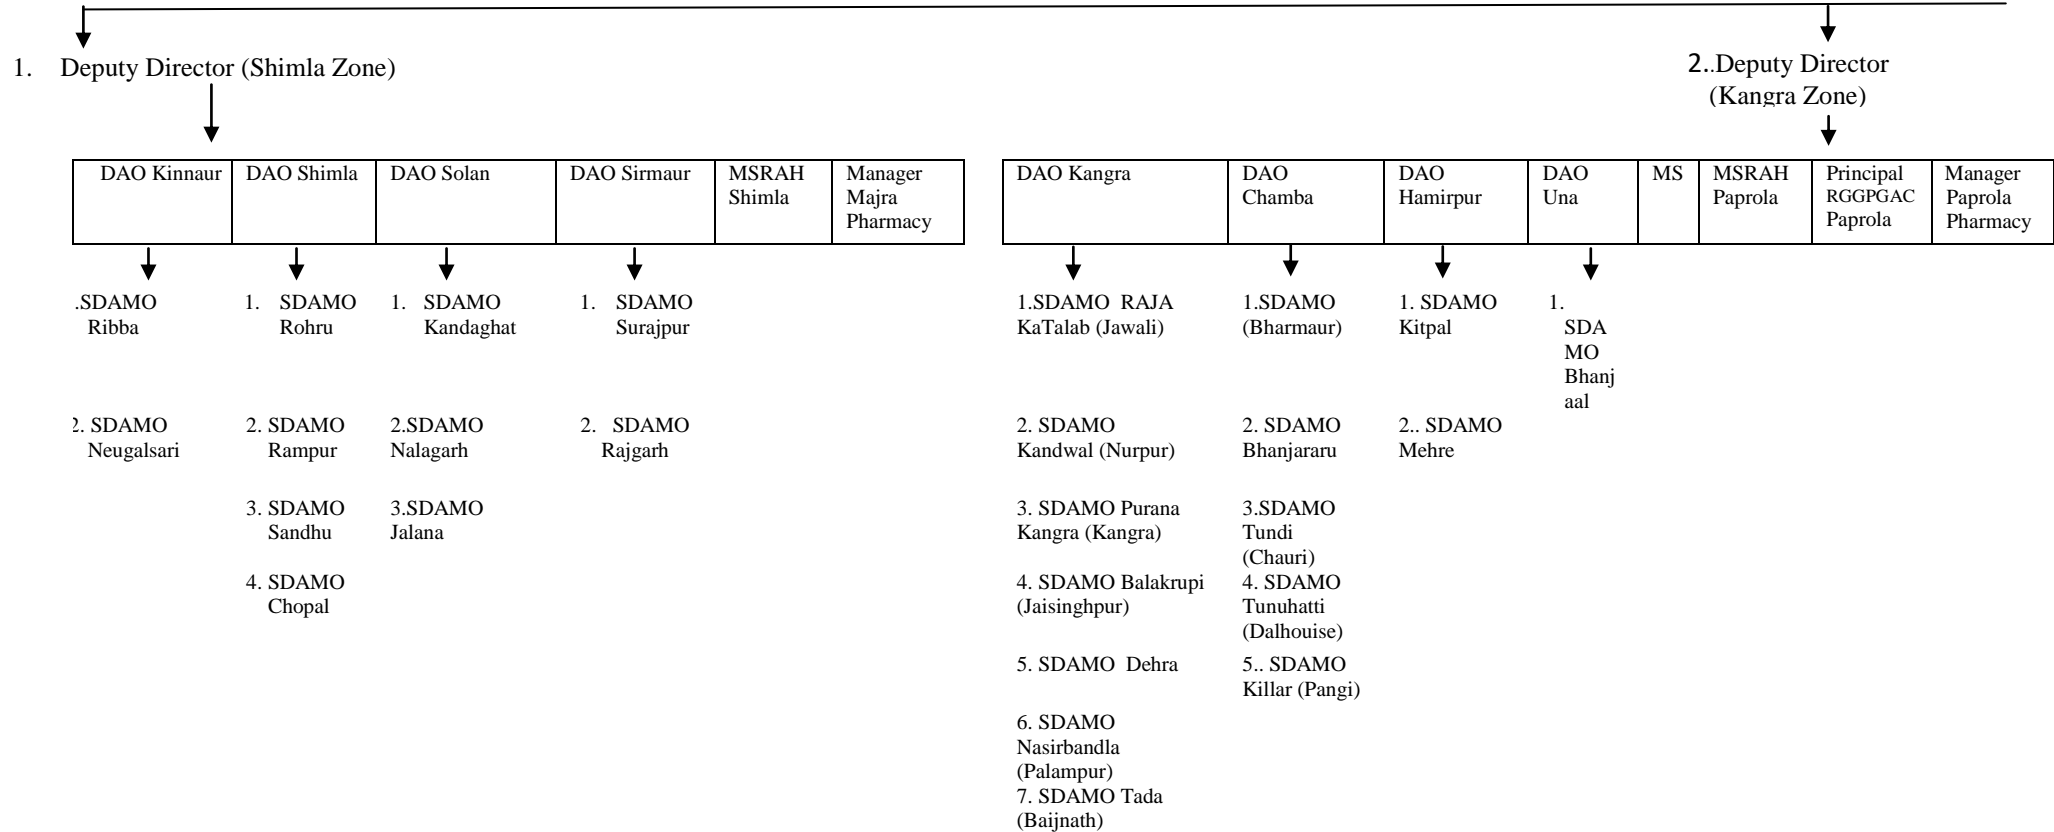 1. Deputy Director (Shimla Zone)
2..Deputy Director
(Kangra Zone)
DAO Kinnaur
DAO Shimla
DAO Solan
DAO Sirmaur
MSRAH
Shimla
Manager
Majra
Pharmacy
DAO Kangra
DAO
Chamba
DAO
Hamirpur
DAO
Una
MS
MSRAH
Paprola
Principal
RGGPGAC
Paprola
Manager
Paprola
Pharmacy
.SDAMO
Ribba
2. SDAMO
Neugalsari
1. SDAMO
Rohru
2. SDAMO
Rampur
3. SDAMO
Sandhu
4. SDAMO
Chopal
1. SDAMO
Kandaghat
2.SDAMO
Nalagarh
3.SDAMO
Jalana
1. SDAMO
Surajpur
2. SDAMO
Rajgarh
1.SDAMO RAJA
KaTalab (Jawali)
2. SDAMO
Kandwal (Nurpur)
3. SDAMO Purana
Kangra (Kangra)
4. SDAMO Balakrupi
(Jaisinghpur)
5. SDAMO Dehra
6. SDAMO
Nasirbandla
(Palampur)
7. SDAMO Tada
(Baijnath)
1.SDAMO
(Bharmaur)
2. SDAMO
Bhanjararu
3.SDAMO
Tundi
(Chauri)
4. SDAMO
Tunuhatti
(Dalhouise)
5.. SDAMO
Killar (Pangi)
1. SDAMO
Kitpal
2.. SDAMO
Mehre
1.
SDA
MO
Bhanj
aal